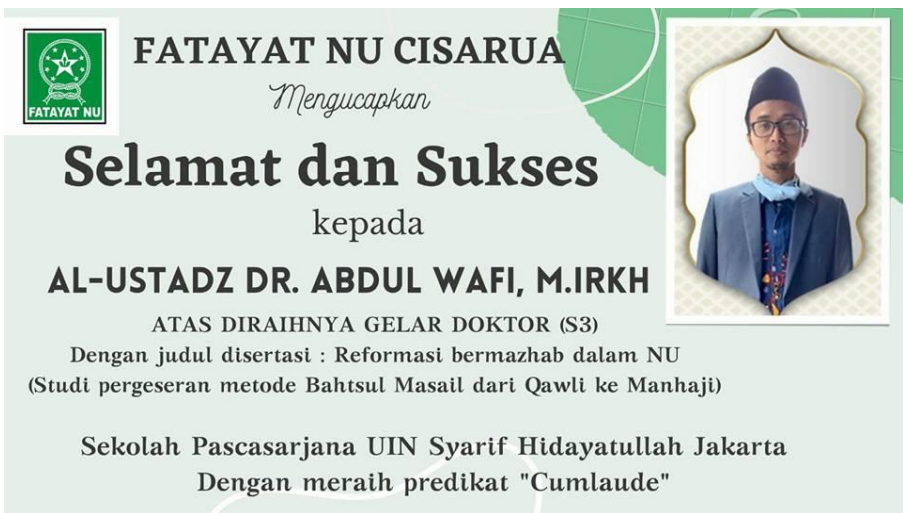 FATAYAT NU
FATAYAT NU CISARUA
Mengucapkan
Selamat dan Sukses
kepada
AL-USTADZ DR. ABDUL WAFI, M.IRKH
ATAS DIRAIHNYA GELAR DOKTOR (S3)
Dengan judul disertasi : Reformasi bermazhab dalam NU
(Studi pergeseran metode Bahtsul Masail dari Qawli ke Manhaji)
Sekolah Pascasarjana UIN Syarif Hidayatullah Jakarta
Dengan meraih predikat "Cumlaude"